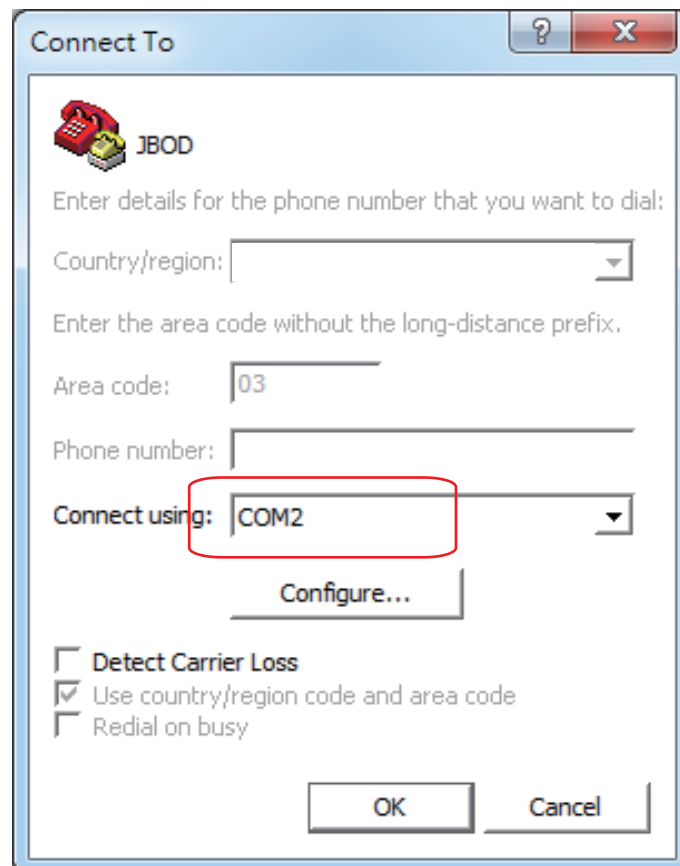 Connect To
?
X
JBOD
Enter details for the phone number that you want to dial:
Country/region:
Enter the area code without the long-distance prefix.
Area code: 03
Phone number:
Connect using: COM2
Configure...
Detect Carrier Loss
Use country/region code and area code
Redial on busy
OK Cancel